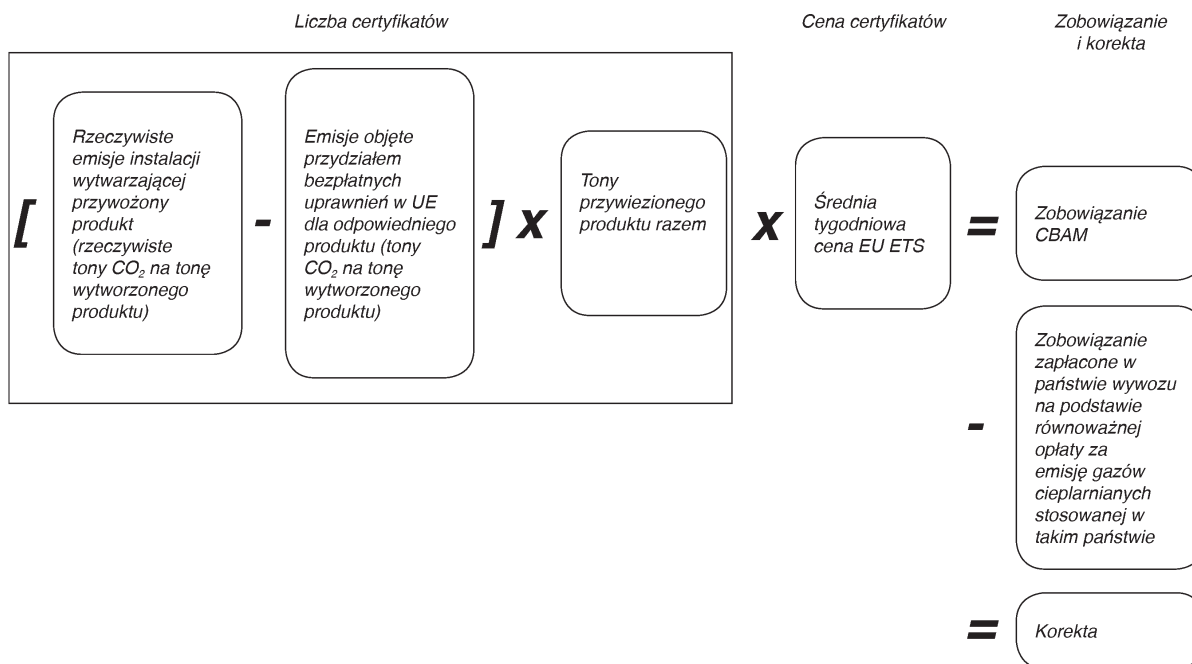 Liczba certyfikatów
Cena certyfikatów
Zobowiązanie
i korekta
[
Rzeczywiste
emisje instalacji
wytwarzającej
przywożony
produkt
(rzeczywiste
tony CO₂ na tonę
wytworzonego
produktu)
-
Emisje objęte
przydziałem
bezpłatnych
uprawnień w UE
dla odpowiedniego
produktu (tony
CO₂ na tonę
wytworzonego
produktu)
] x
Tony
przywiezionego
produktu razem
x
Średnia
tygodniowa
cena EU ETS
=
Zobowiązanie
CBAM
-
Zobowiązanie
zapłacone w
państwie wywozu
na podstawie
równoważnej
opłaty za
emisję gazów
cieplarnianych
stosowanej w
takim państwie
=
Korekta